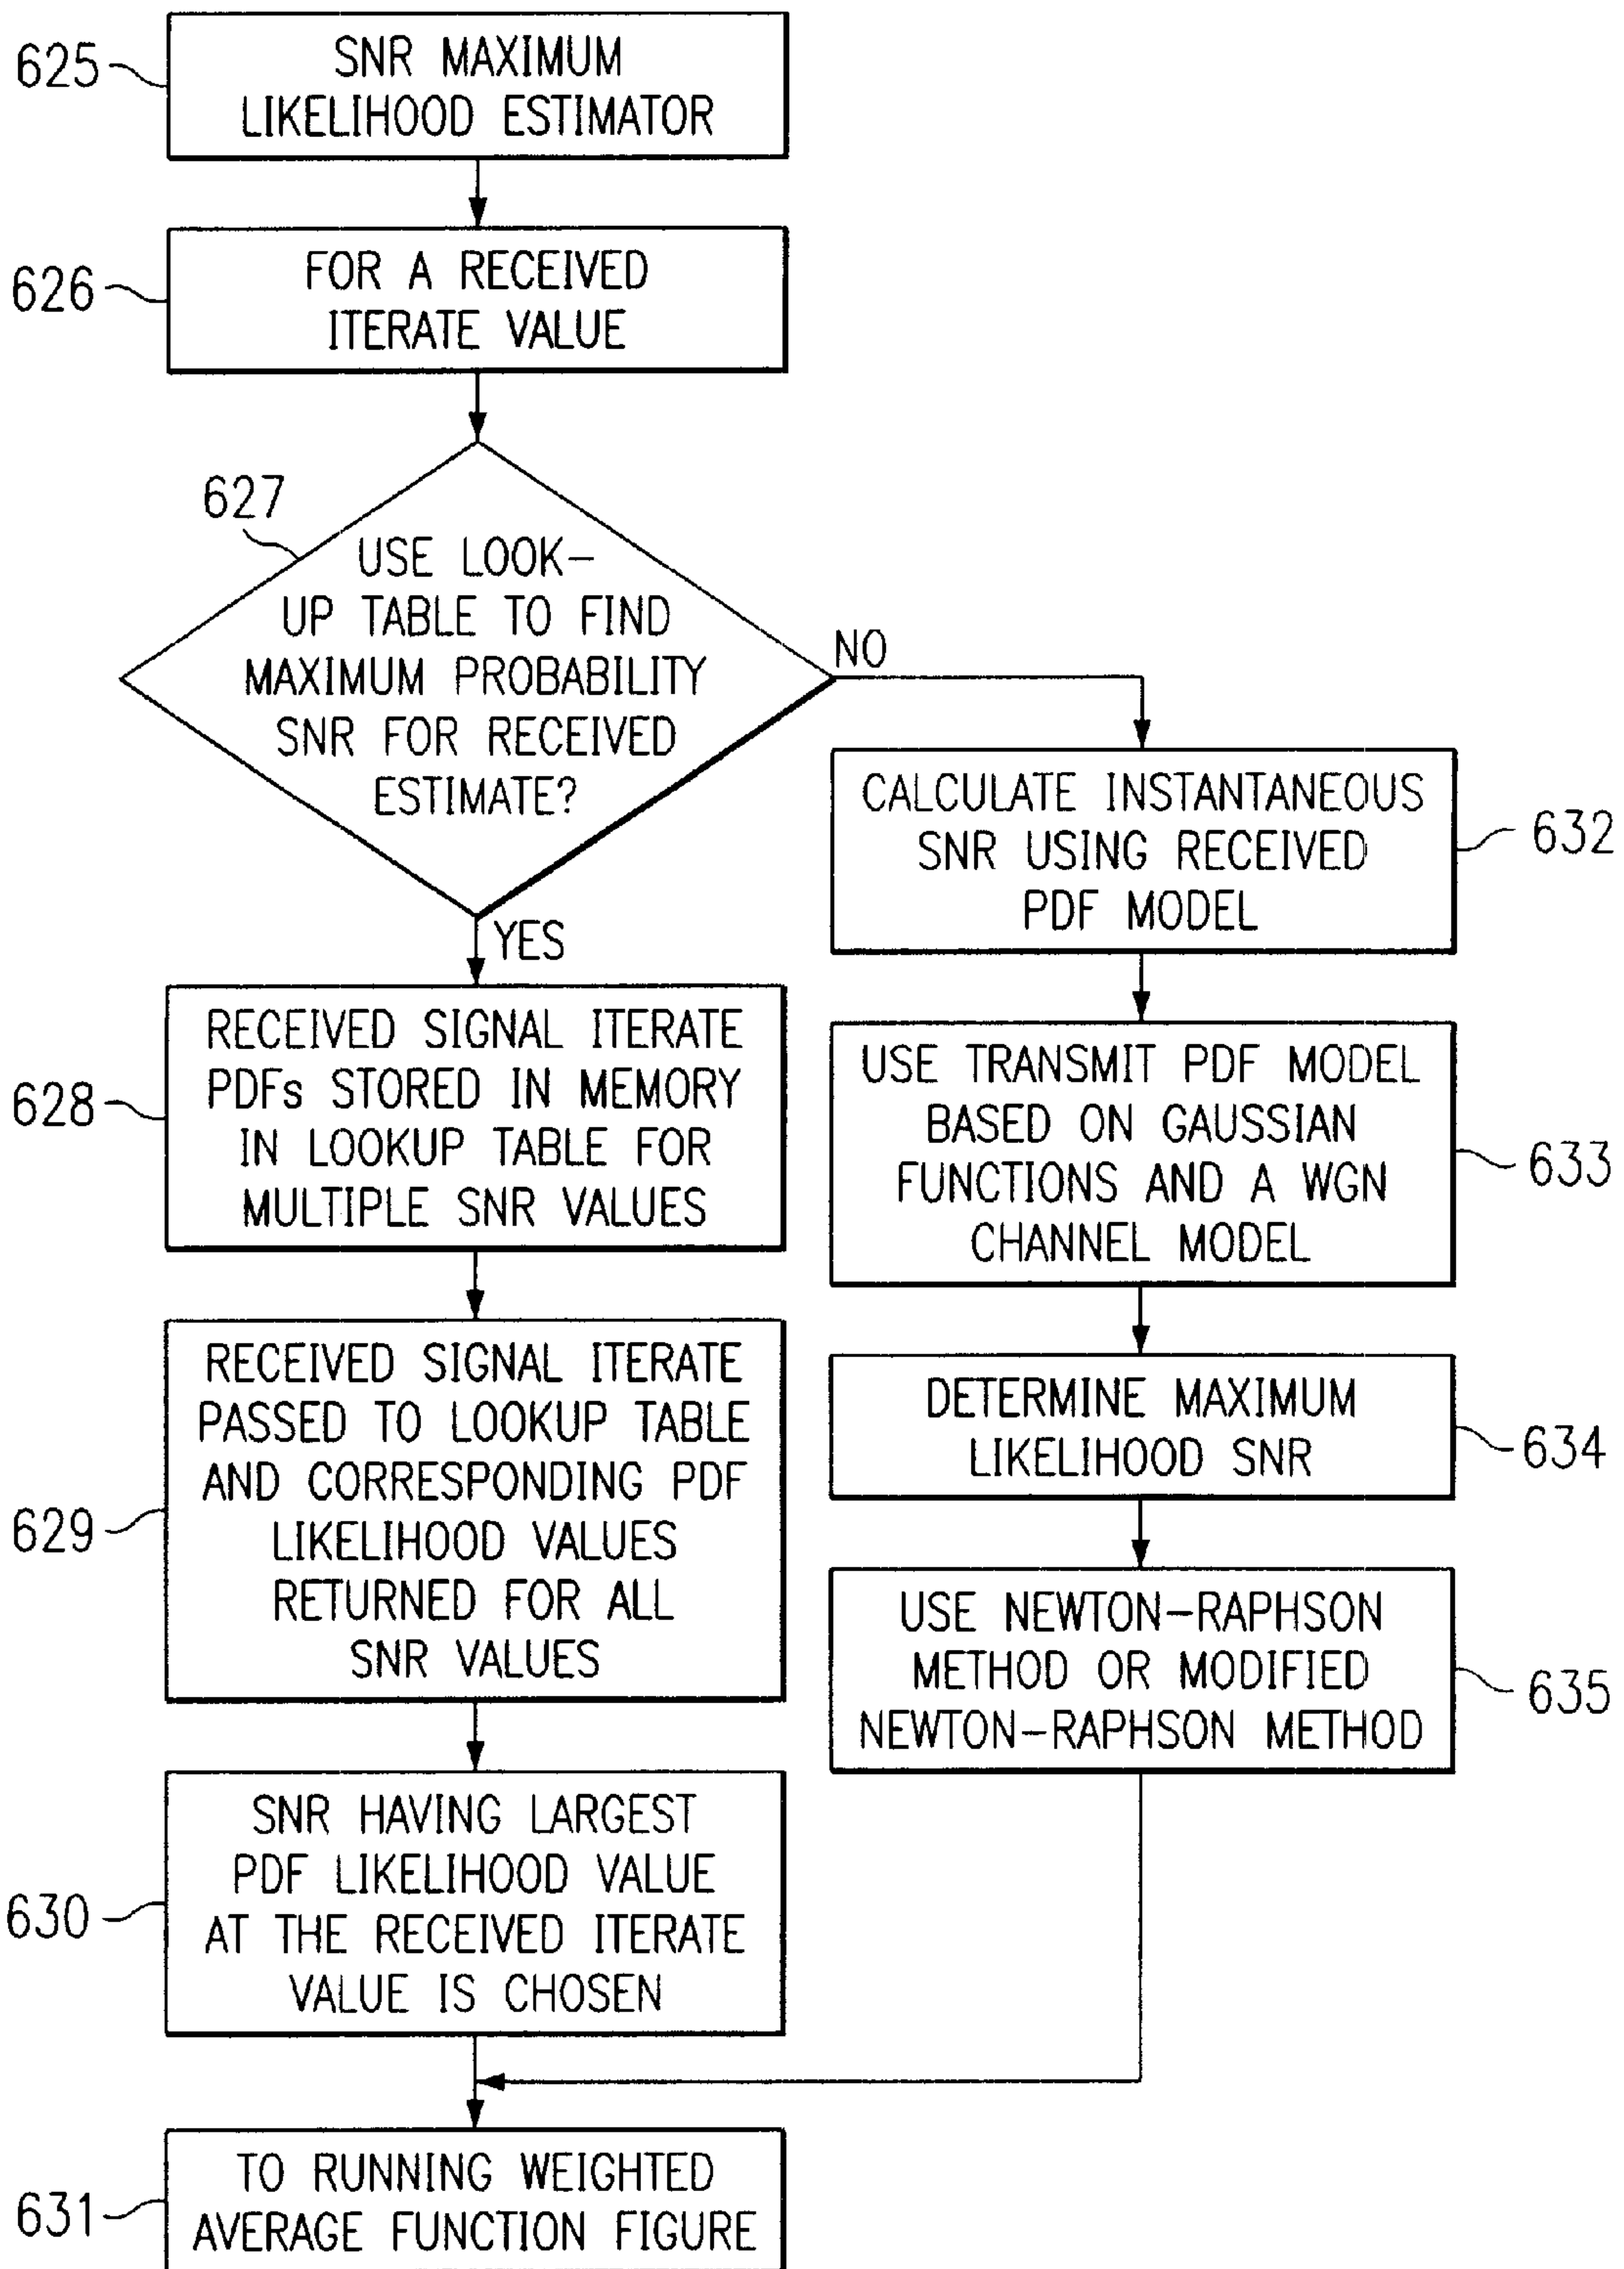 625
SNR MAXIMUM
LIKELIHOOD ESTIMATOR
626
FOR A RECEIVED
ITERATE VALUE
627
USE LOOK-
UP TABLE TO FIND
MAXIMUM PROBABILITY
SNR FOR RECEIVED
ESTIMATE?
NO
YES
628
RECEIVED SIGNAL ITERATE
PDFs STORED IN MEMORY
IN LOOKUP TABLE FOR
MULTIPLE SNR VALUES
629
RECEIVED SIGNAL ITERATE
PASSED TO LOOKUP TABLE
AND CORRESPONDING PDF
LIKELIHOOD VALUES
RETURNED FOR ALL
SNR VALUES
630
SNR HAVING LARGEST
PDF LIKELIHOOD VALUE
AT THE RECEIVED ITERATE
VALUE IS CHOSEN
CALCULATE INSTANTANEOUS
SNR USING RECEIVED
PDF MODEL
632
USE TRANSMIT PDF MODEL
BASED ON GAUSSIAN
FUNCTIONS AND A WGN
CHANNEL MODEL
633
DETERMINE MAXIMUM
LIKELIHOOD SNR
634
USE NEWTON-RAPHSON
METHOD OR MODIFIED
NEWTON-RAPHSON METHOD
635
631
TO RUNNING WEIGHTED
AVERAGE FUNCTION FIGURE